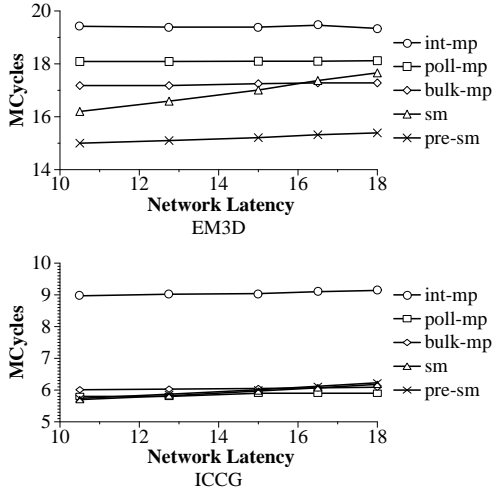 20
18
16
14
MCycles
10 12 14 16 18
Network Latency
EM3D
int-mp
poll-mp
bulk-mp
sm
pre-sm
10
9
8
7
6
5
MCycles
10 12 14 16 18
Network Latency
ICCG
int-mp
poll-mp
bulk-mp
sm
pre-sm